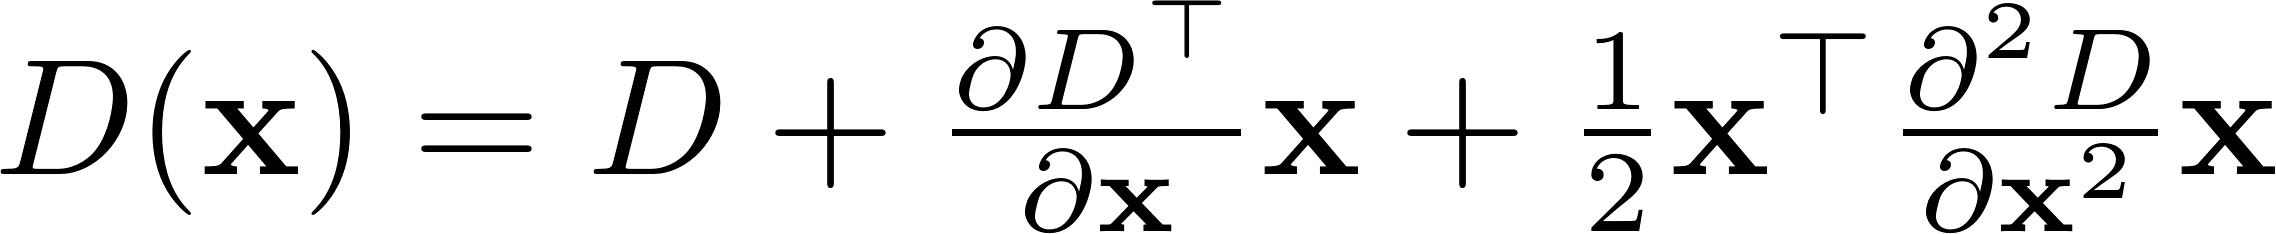 $D(\mathbf{x}) = D + \frac{\partial D^{\top}}{\partial \mathbf{x}} \mathbf{x} + \frac{1}{2} \mathbf{x}^{\top} \frac{\partial^2 D}{\partial \mathbf{x}^2} \mathbf{x}$